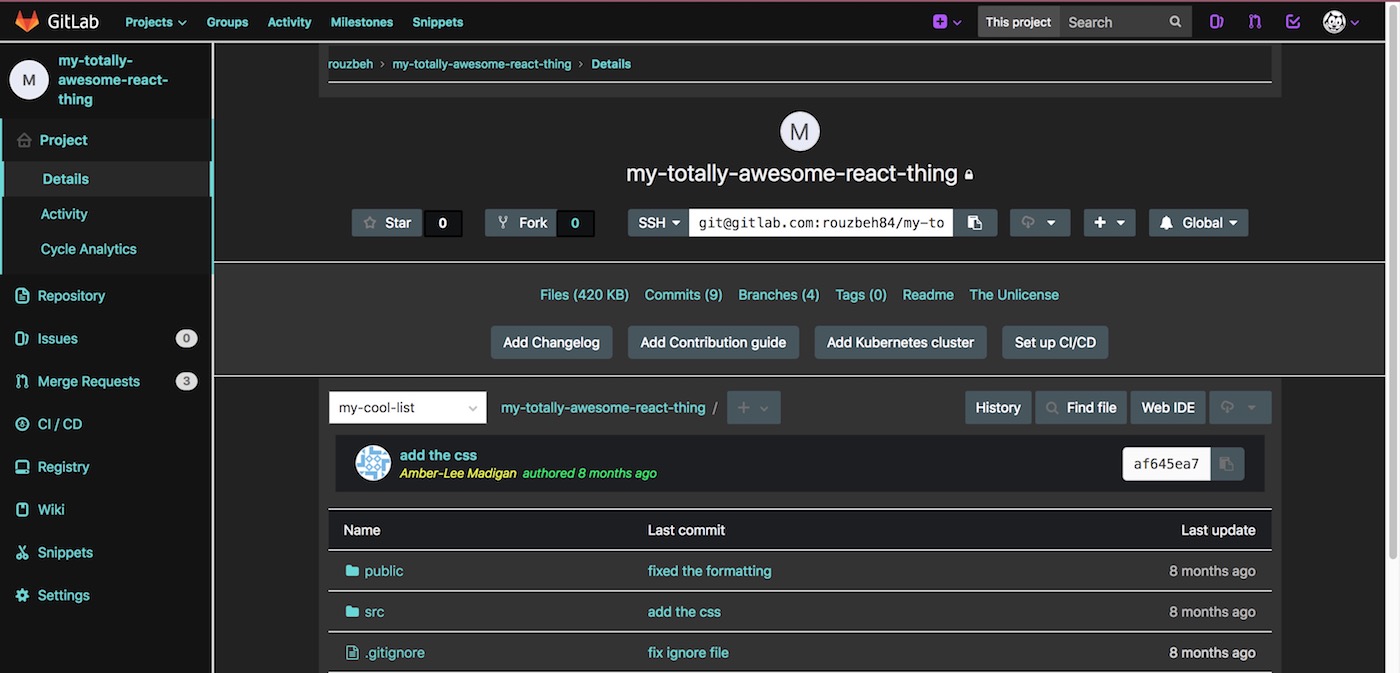 GitLab Projects Groups Activity Milestones Snippets This project Search
M my-totally-
awesome-react-
thing
Project
Details
Activity
Cycle Analytics
Repository
Issues 0
Merge Requests 3
CI / CD
Registry
Wiki
Snippets
Settings
rouzbeh › my-totally-awesome-react-thing › Details
M
my-totally-awesome-react-thing
Star 0 Fork 0 SSH git@gitlab.com:rouzbeh84/my-to Global
Files (420 KB) Commits (9) Branches (4) Tags (0) Readme The Unlicense
Add Changelog Add Contribution guide Add Kubernetes cluster Set up CI/CD
my-cool-list my-totally-awesome-react-thing / + History Find file Web IDE
add the css
Amber-Lee Madigan authored 8 months ago af645ea7
Name Last commit Last update
public fixed the formatting 8 months ago
src add the css 8 months ago
.gitignore fix ignore file 8 months ago